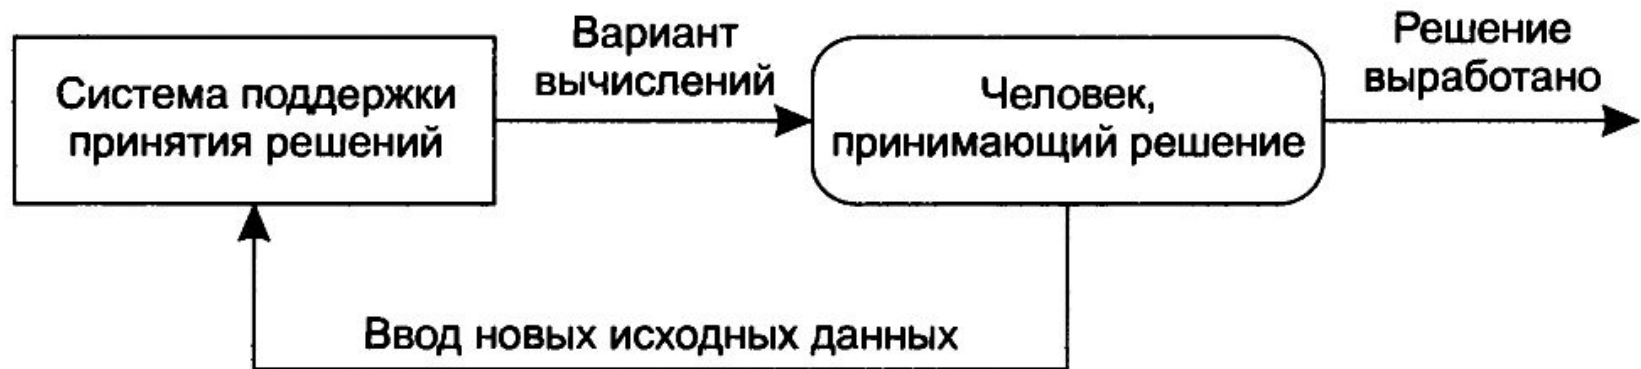 Система поддержки
принятия решений
Вариант
вычислений
Человек,
принимающий решение
Решение
выработано
Ввод новых исходных данных